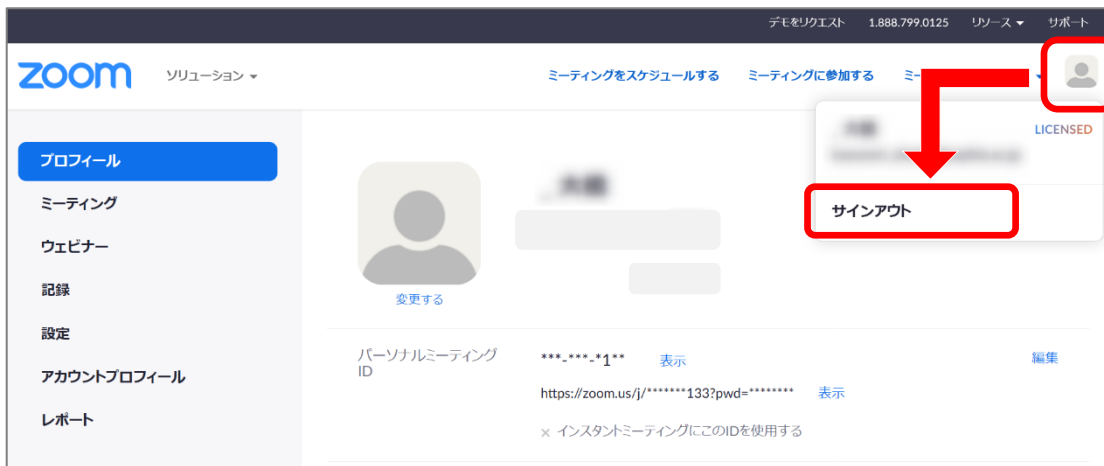 デモをリクエスト 1.888.799.0125 リソース サポート
zoom ソリューション ミーティングをスケジュールする ミーティングに参加する
LICENSED
プロフィール
ミーティング
サインアウト
ウェビナー
記録
変更する
設定
パーソナルミーティング
ID
***-***-*1** 表示 編集
アカウントプロフィール
https://zoom.us/j/*******133?pwd=******** 表示
レポート
× インスタントミーティングにこのIDを使用する